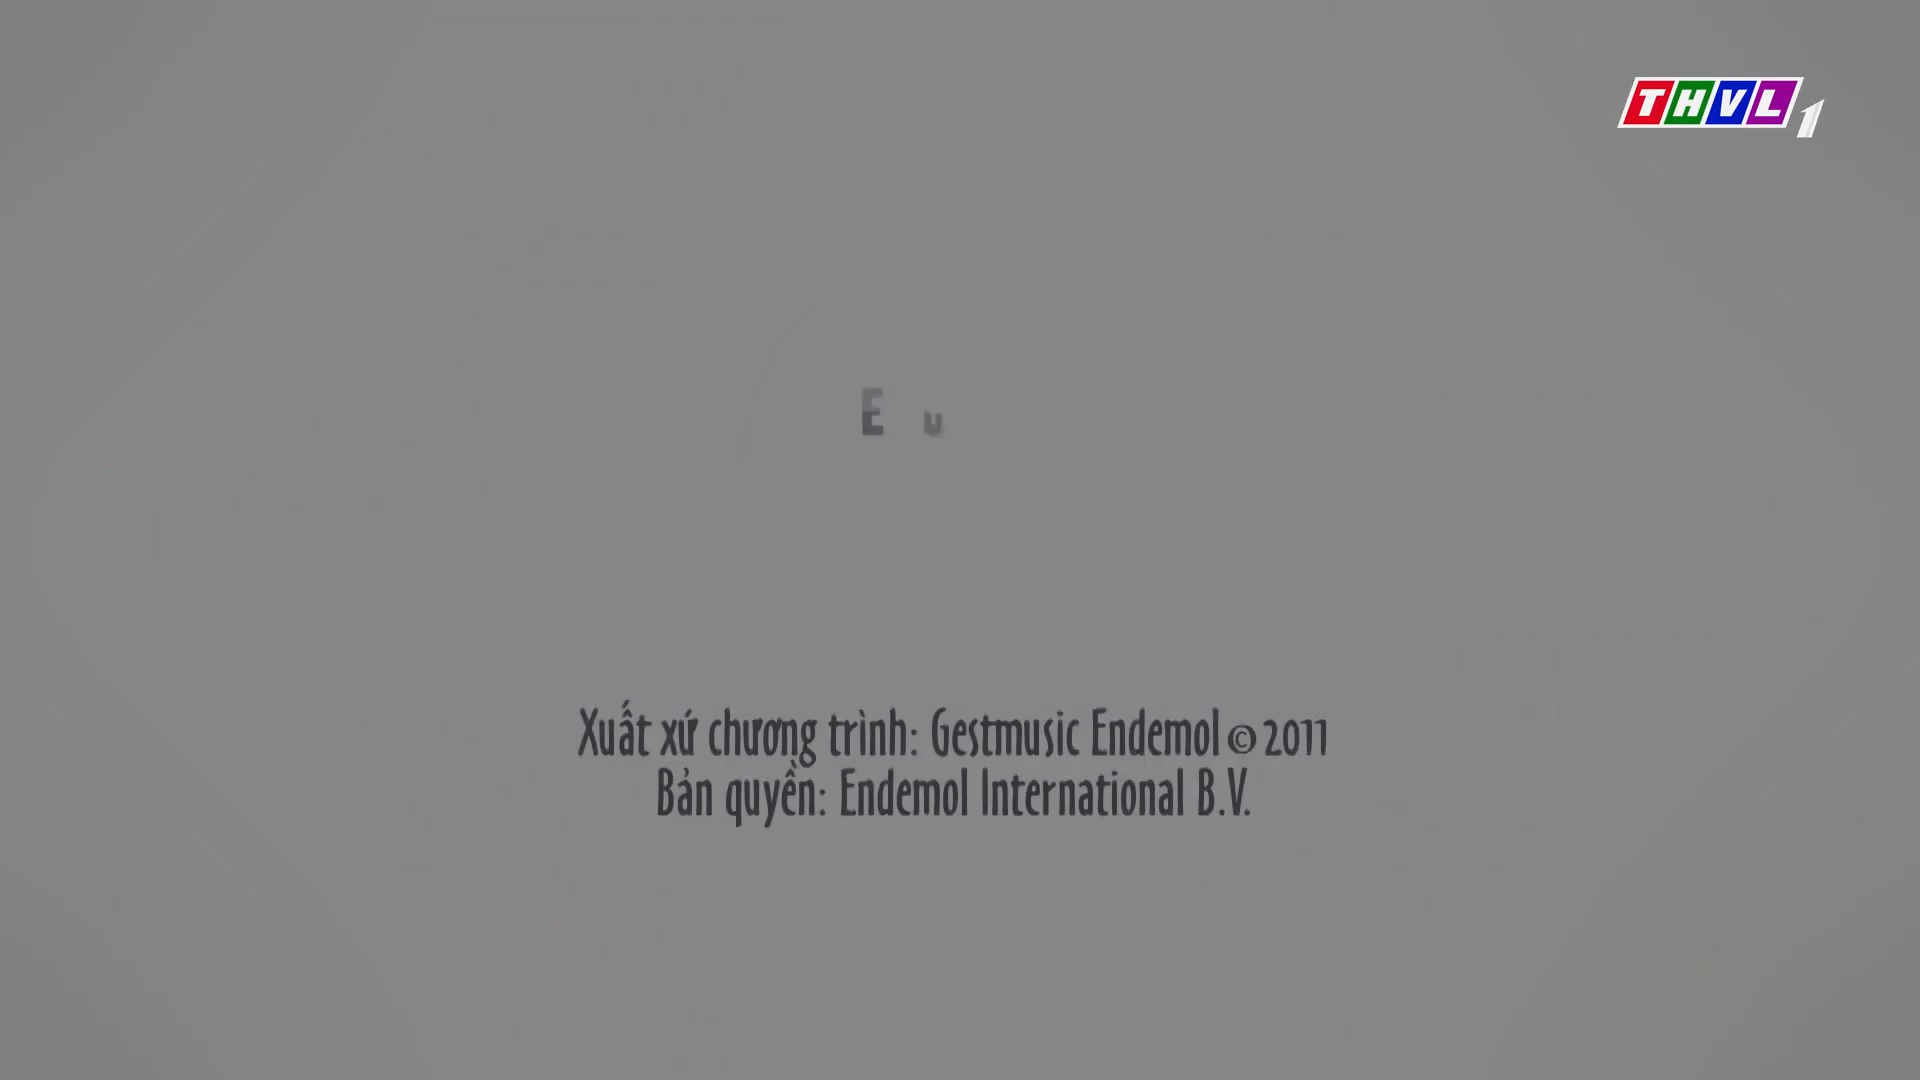 THVL1
E u
Xuất xứ chương trình: Gestmusic Endemol © 2011
Bản quyền: Endemol International B.V.